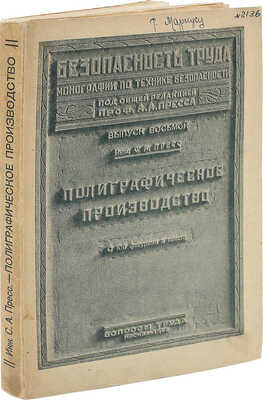 г. Маркусу
№2136
БЕЗОПАСНОСТЬ ТРУДА
МОНОГРАФИИ ПО ТЕХНИКЕ БЕЗОПАСНОСТИ
ПОД ОБЩЕЙ РЕДАКЦИЕЙ
ПРОФ. А.А. ПРЕССА
ВЫПУСК ВОСЬМОЙ
ПРЕСС
ПОЛИГРАФИЧЕСКОЕ
ПРОИЗВОДСТВО
ВОПРОСЫ ТРУДА
Инж. С. А. Пресс.—ПОЛИГРАФИЧЕСКОЕ ПРОИЗВОДСТВО